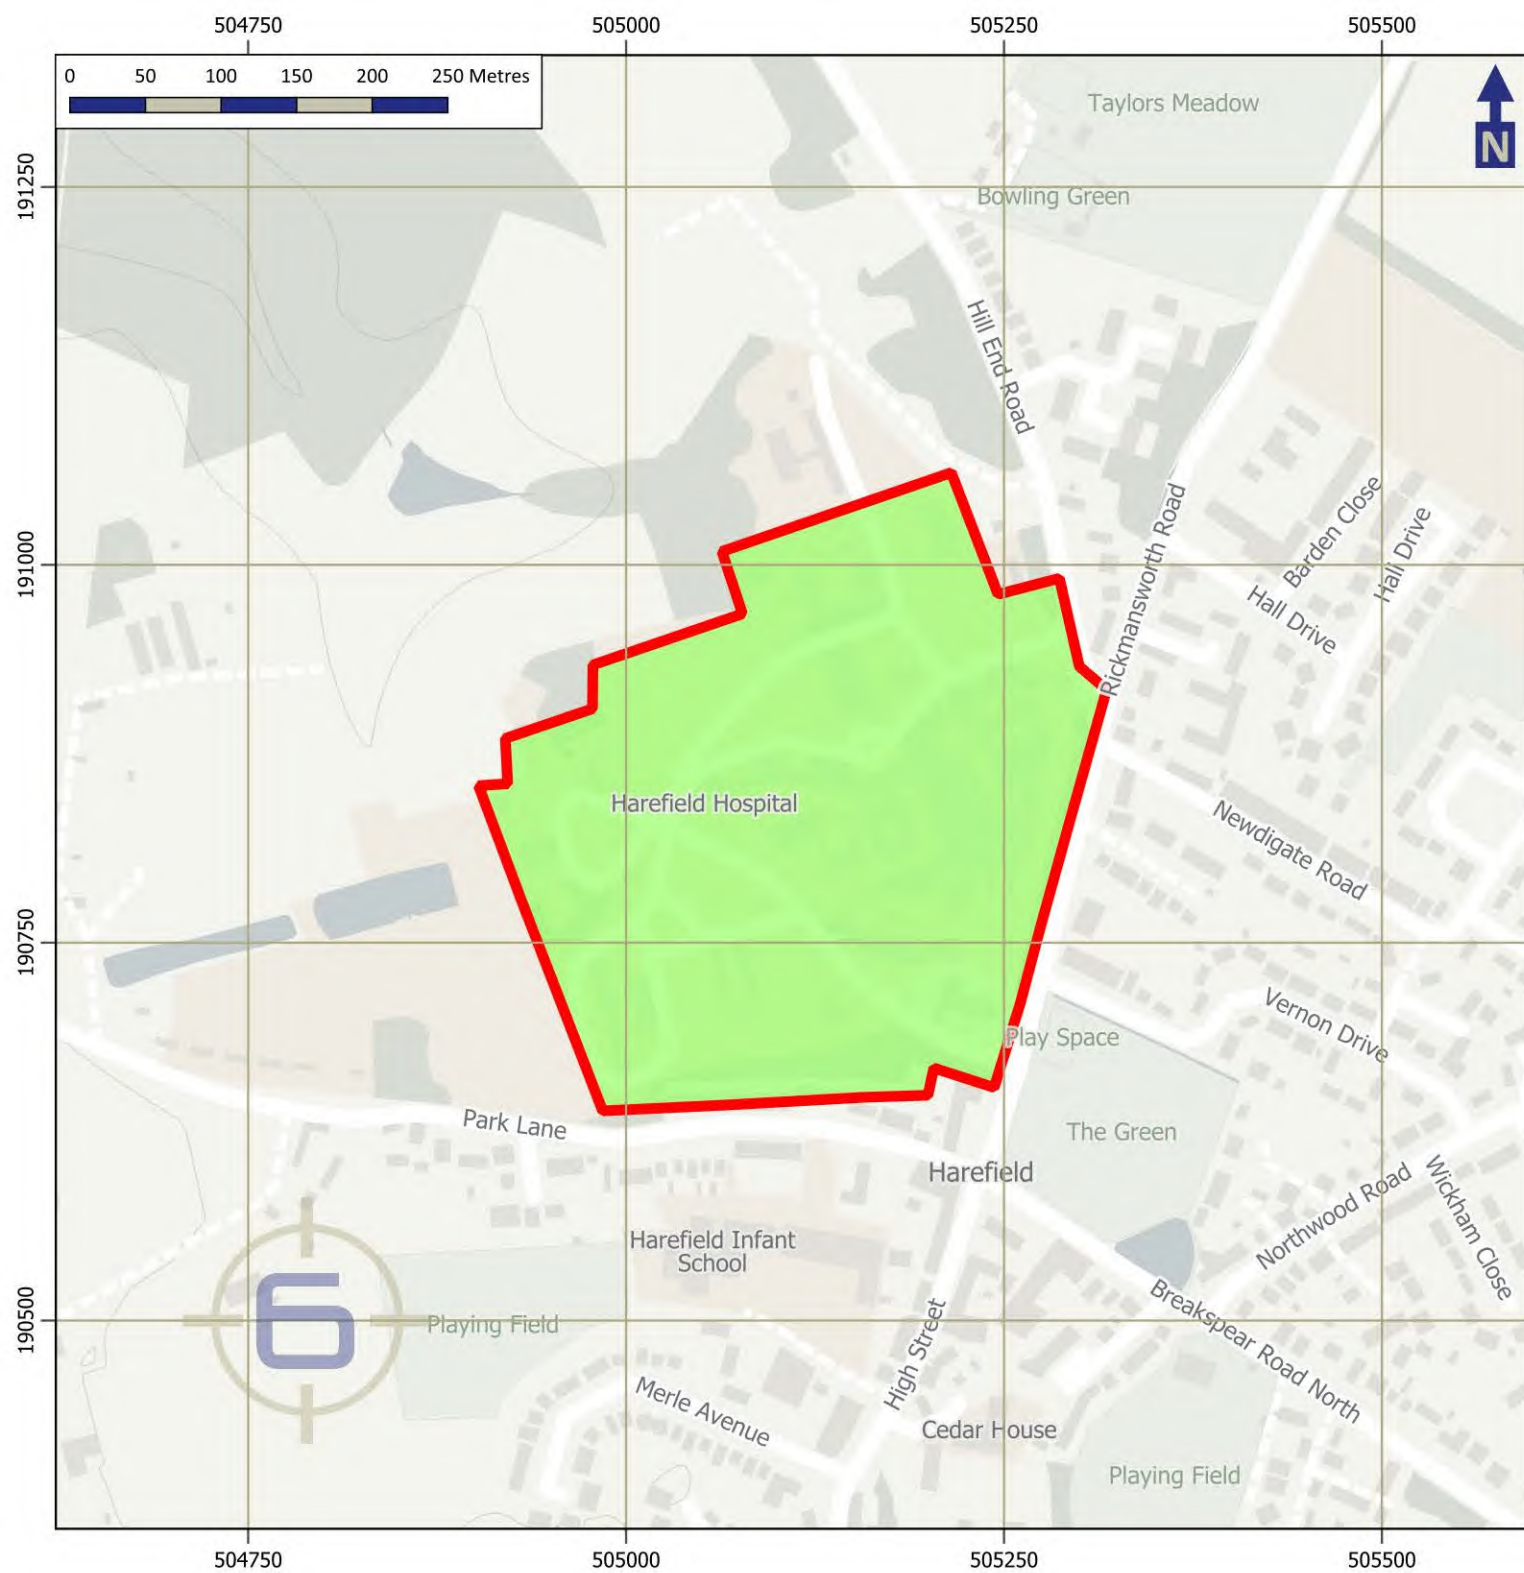 504750
505000
505250
505500
0 50 100 150 200 250 Metres
N
Taylors Meadow
191250
Bowling Green
Hill End Road
Rickmansworth Road
Barden Close
Hall Drive
Hall Drive
191000
Harefield Hospital
Newdigate Road
190750
Vernon Drive
Play Space
Park Lane
The Green
Harefield
Northwood Road
Wickham Close
Harefield Infant
School
190500
6
Playing Field
High Street
Breakspear Road North
Merle Avenue
Cedar House
Playing Field
504750
505000
505250
505500